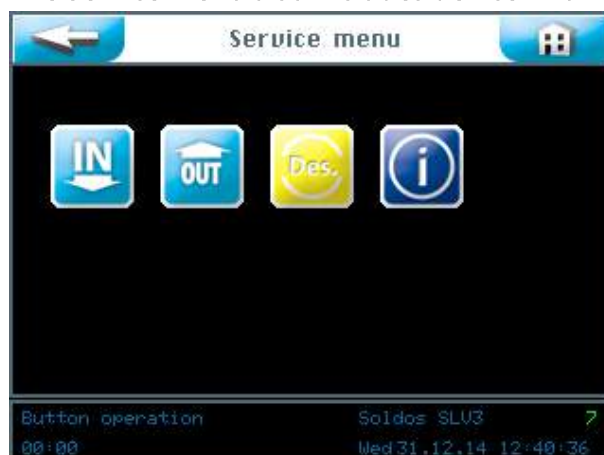 Service menu
IN OUT Des. i
Button operation Soldos SLV3 7
00:00 Wed 31.12.14 12:40:36